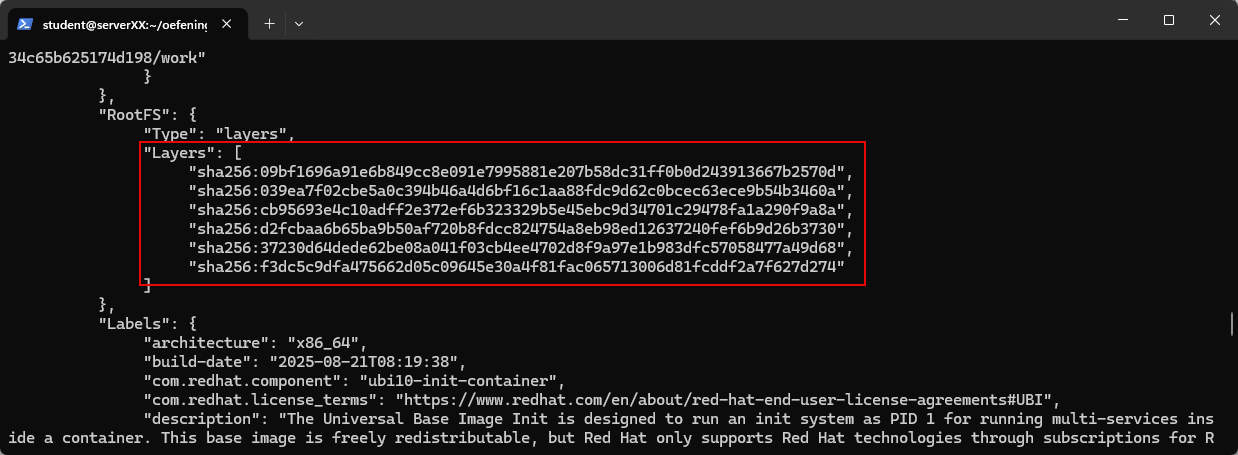 student@serverXX:~/oefening
34c65b625174d198/work"
}
},
"RootFS": {
"Type": "layers",
"Layers": [
"sha256:09bf1696a91e6b849cc8e091e7995881e207b58dc31ff0b0d243913667b2570d",
"sha256:039ea7f02cbe5a0c394b46a4d6bf16c1aa88fdc9d62c0bcec63ece9b54b3460a",
"sha256:cb95693e4c10adff2e372ef6b323329b5e45ebc9d34701c29478fa1a290f9a8a",
"sha256:d2fcbaa6b65ba9b50af720b8fdcc824754a8eb98ed12637240fef6b9d26b3730",
"sha256:37230d64dede62be08a041f03cb4ee4702d8f9a97e1b983dfc57058477a49d68",
"sha256:f3dc5c9dfa475662d05c09645e30a4f81fac065713006d81fcddf2a7f627d274"
]
},
"Labels": {
"architecture": "x86_64",
"build-date": "2025-08-21T08:19:38",
"com.redhat.component": "ubi10-init-container",
"com.redhat.license_terms": "https://www.redhat.com/en/about/red-hat-end-user-license-agreements#UBI",
"description": "The Universal Base Image Init is designed to run an init system as PID 1 for running multi-services ins
ide a container. This base image is freely redistributable, but Red Hat only supports Red Hat technologies through subscriptions for R